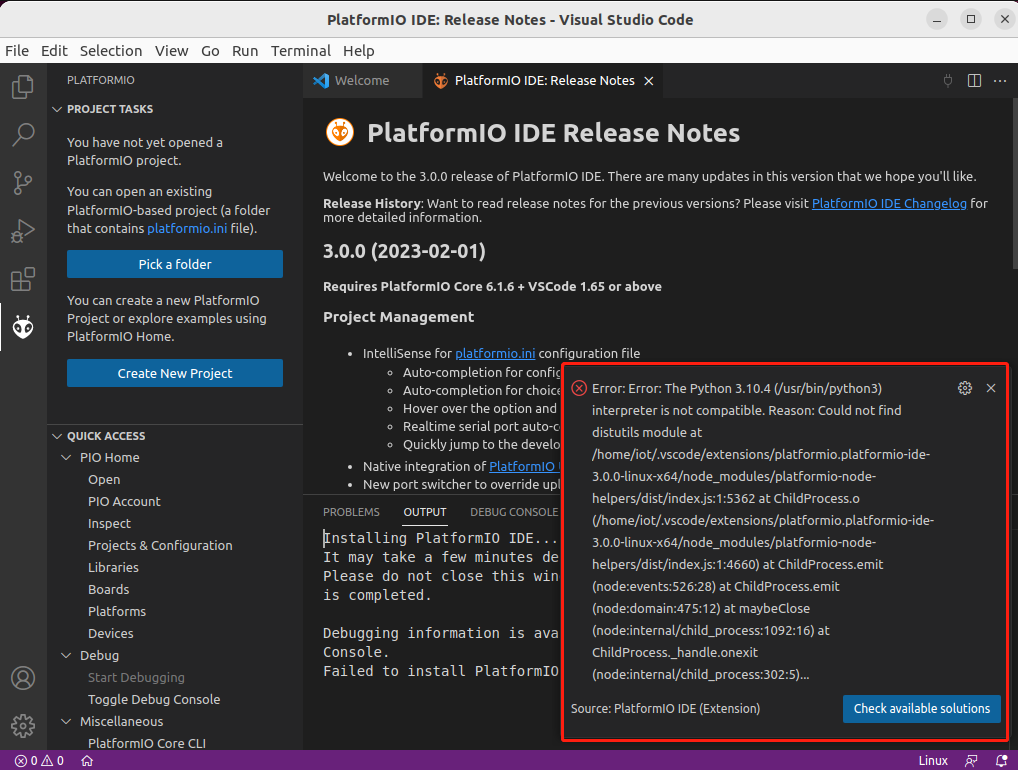 PlatformIO IDE: Release Notes - Visual Studio Code
File Edit Selection View Go Run Terminal Help
PLATFORMIO
PROJECT TASKS
You have not yet opened a
PlatformIO project.
You can open an existing
PlatformIO-based project (a folder
that contains platformio.ini file).
Pick a folder
You can create a new PlatformIO
Project or explore examples using
PlatformIO Home.
Create New Project
QUICK ACCESS
PIO Home
Open
PIO Account
Inspect
Projects & Configuration
Libraries
Boards
Platforms
Devices
Debug
Start Debugging
Toggle Debug Console
Miscellaneous
PlatformIO Core CLI
Welcome
PlatformIO IDE: Release Notes
PlatformIO IDE Release Notes
Welcome to the 3.0.0 release of PlatformIO IDE. There are many updates in this version that we hope you'll like.
Release History: Want to read release notes for the previous versions? Please visit PlatformIO IDE Changelog for
more detailed information.
3.0.0 (2023-02-01)
Requires PlatformIO Core 6.1.6 + VSCode 1.65 or above
Project Management
• IntelliSense for platformio.ini configuration file
Auto-completion for config
Auto-completion for choice
Hover over the option and
Realtime serial port auto-c
Quickly jump to the develo
• Native integration of PlatformIO
• New port switcher to override upl
PROBLEMS OUTPUT DEBUG CONSOLE
Installing PlatformIO IDE...
It may take a few minutes de
Please do not close this win
is completed.
Debugging information is ava
Console.
Failed to install PlatformIO
Error: Error: The Python 3.10.4 (/usr/bin/python3)
interpreter is not compatible. Reason: Could not find
distutils module at
/home/iot/.vscode/extensions/platformio.platformio-ide-
3.0.0-linux-x64/node_modules/platformio-node-
helpers/dist/index.js:1:5362 at ChildProcess.o
(/home/iot/.vscode/extensions/platformio.platformio-ide-
3.0.0-linux-x64/node_modules/platformio-node-
helpers/dist/index.js:1:4660) at ChildProcess.emit
(node:events:526:28) at ChildProcess.emit
(node:domain:475:12) at maybeClose
(node:internal/child_process:1092:16) at
ChildProcess._handle.onexit
(node:internal/child_process:302:5)...
Source: PlatformIO IDE (Extension)
Check available solutions
0 0
Linux